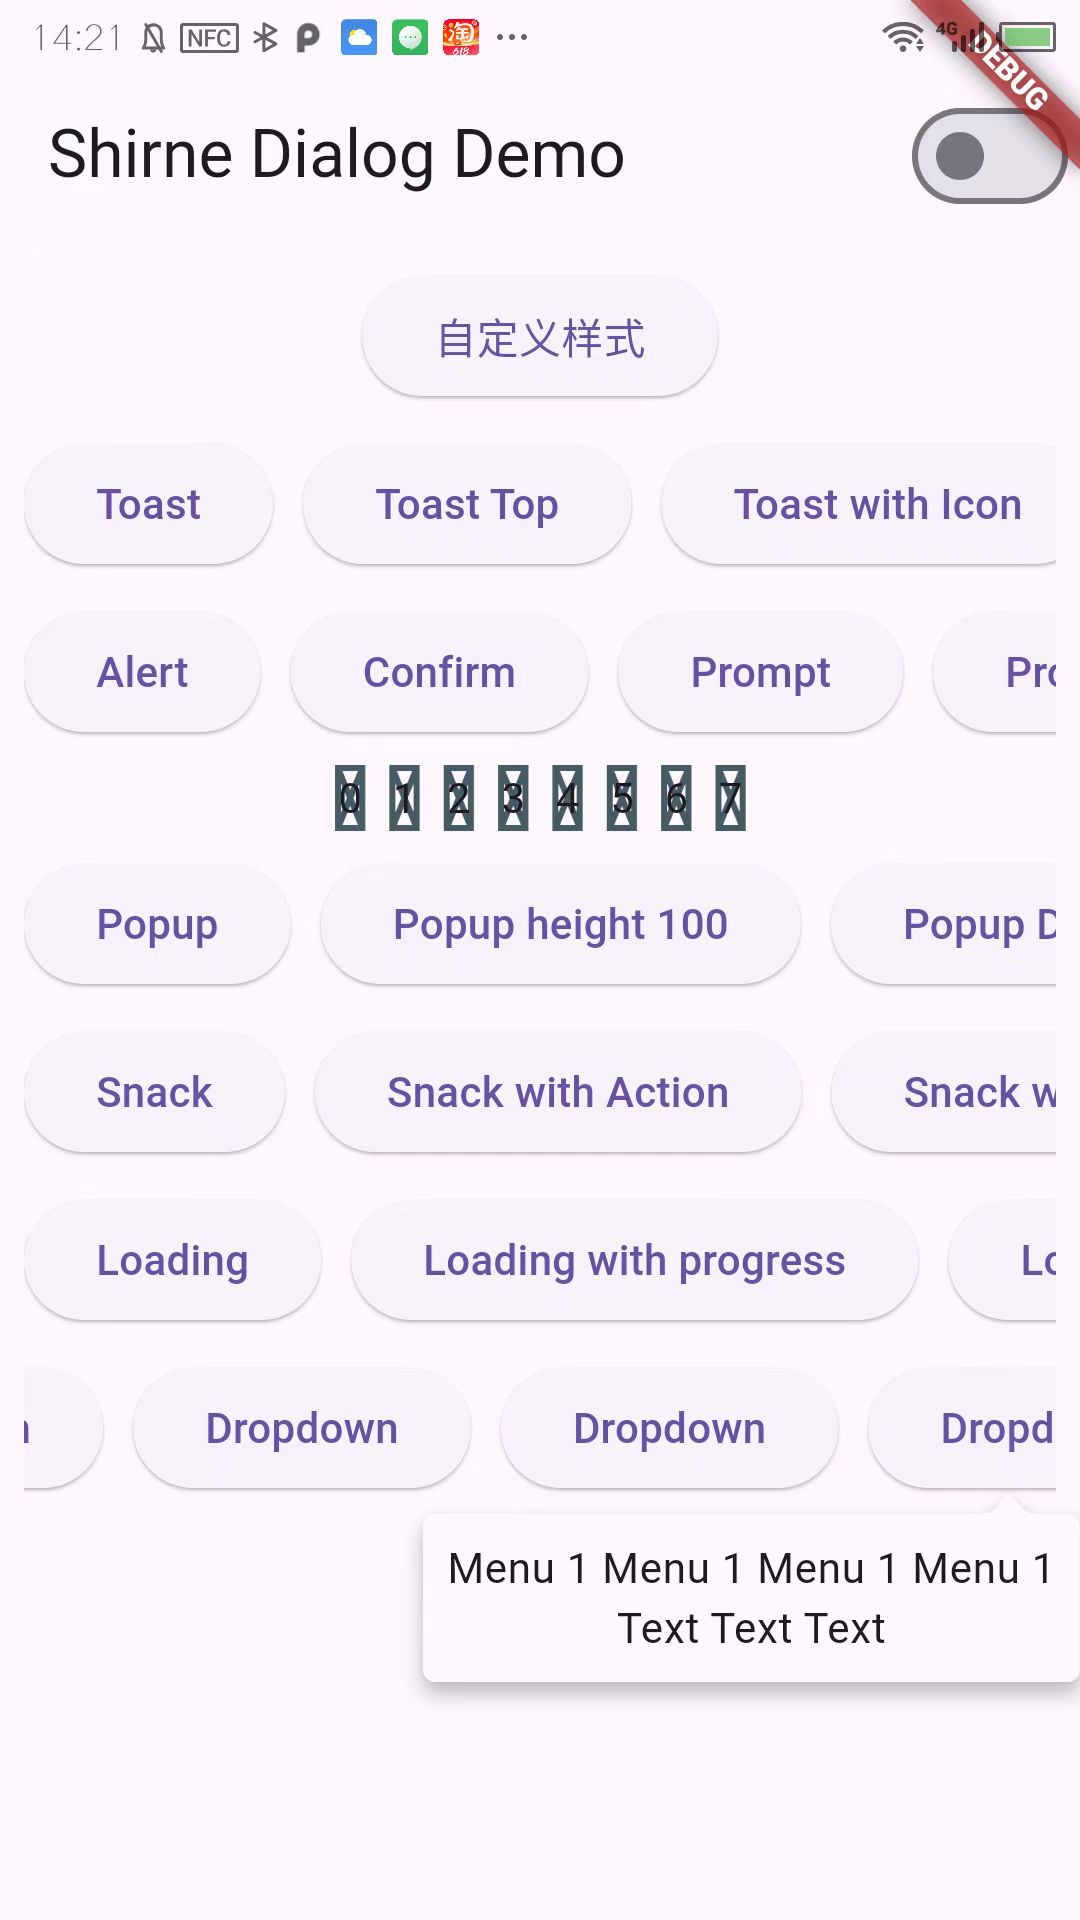 14:21 NFC 4G
DEBUG
Shirne Dialog Demo
自定义样式
Toast Toast Top Toast with Icon
Alert Confirm Prompt Pro
0 1 2 3 4 5 6 7
Popup Popup height 100 Popup D
Snack Snack with Action Snack w
Loading Loading with progress Lo
Dropdown Dropdown Dropd
Menu 1 Menu 1 Menu 1 Menu 1
Text Text Text